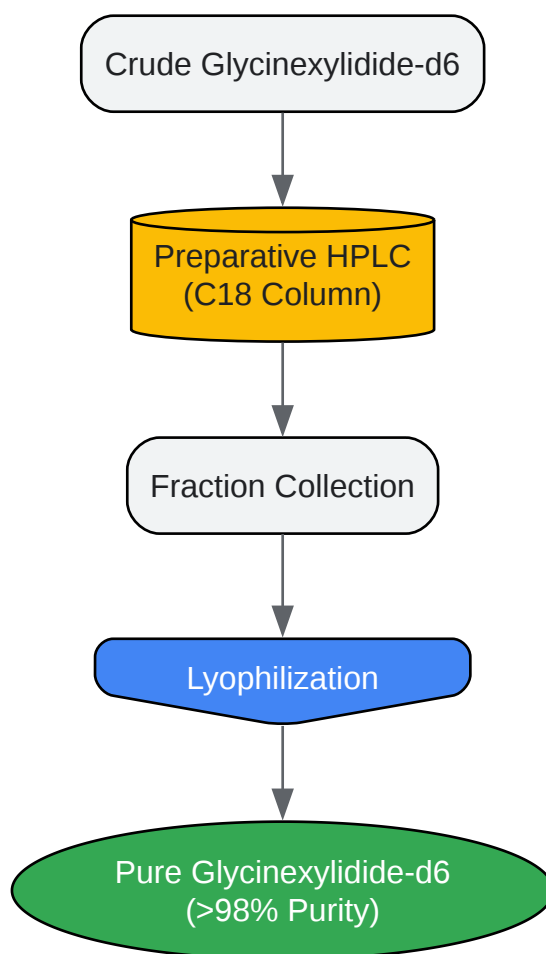 Crude Glycinexylidide-d6
Preparative HPLC
(C18 Column)
Fraction Collection
Lyophilization
Pure Glycinexylidide-d6
(>98% Purity)